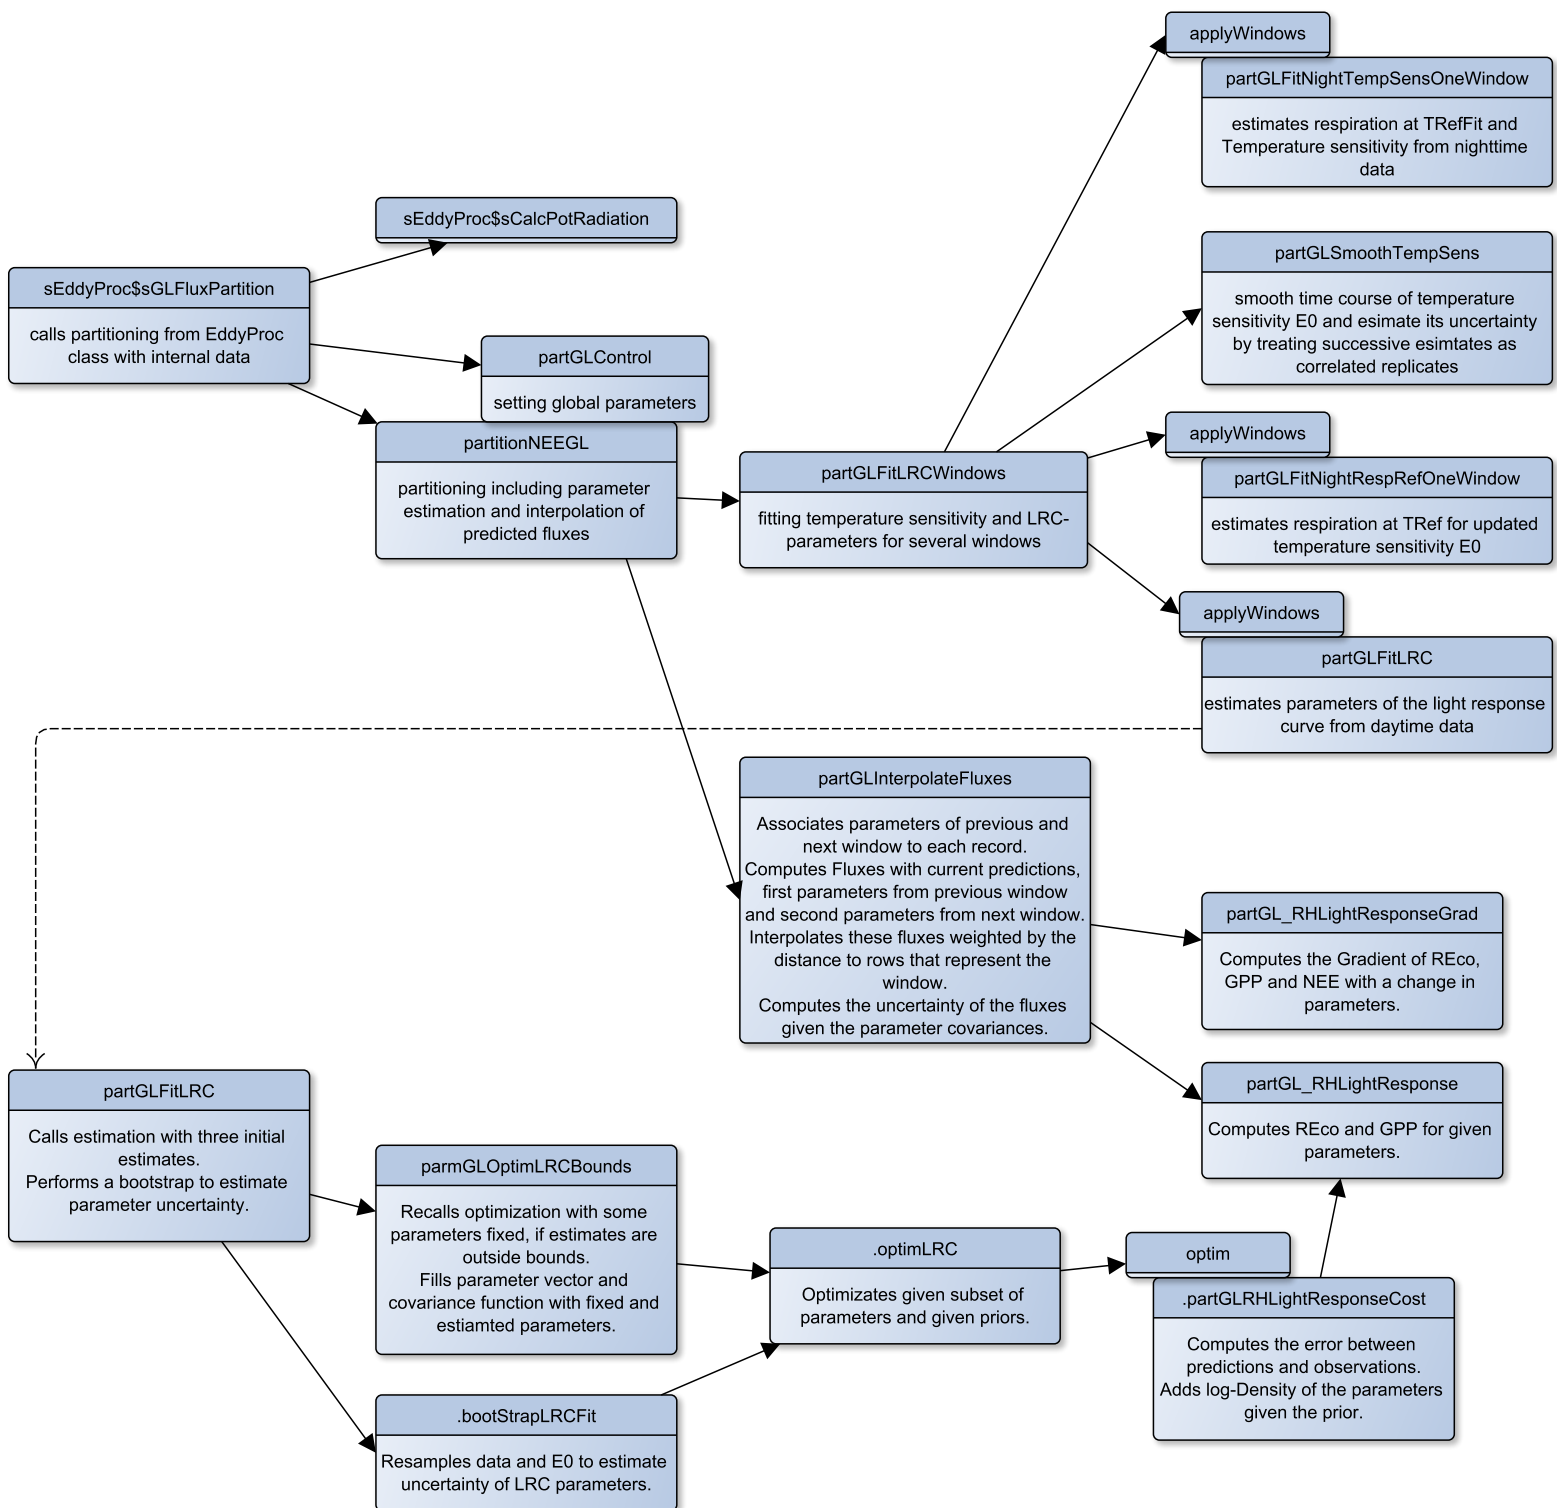 applyWindows
partGLFitNightTempSensOneWindow
estimates respiration at TRefFit and
Temperature sensitivity from nighttime
data
sEddyProc$sCalcPotRadiation
sEddyProc$sGLFluxPartition
calls partitioning from EddyProc
class with internal data
partGLControl
setting global parameters
partitionNEEGL
partitioning including parameter
estimation and interpolation of
predicted fluxes
partGLFitLRCWindows
fitting temperature sensitivity and LRC-
parameters for several windows
partGLSmoothTempSens
smooth time course of temperature
sensitivity E0 and esimate its uncertainty
by treating successive esimtates as
correlated replicates
applyWindows
partGLFitNightRespRefOneWindow
estimates respiration at TRef for updated
temperature sensitivity E0
applyWindows
partGLFitLRC
estimates parameters of the light response
curve from daytime data
partGLInterpolateFluxes
Associates parameters of previous and
next window to each record.
Computes Fluxes with current predictions,
first parameters from previous window
and second parameters from next window.
Interpolates these fluxes weighted by the
distance to rows that represent the
window.
Computes the uncertainty of the fluxes
given the parameter covariances.
partGL_RHLightResponseGrad
Computes the Gradient of REco,
GPP and NEE with a change in
parameters.
partGL_RHLightResponse
Computes REco and GPP for given
parameters.
partGLFitLRC
Calls estimation with three initial
estimates.
Performs a bootstrap to estimate
parameter uncertainty.
parmGLOptimLRCBounds
Recalls optimization with some
parameters fixed, if estimates are
outside bounds.
Fills parameter vector and
covariance function with fixed and
estiamted parameters.
.optimLRC
Optimizates given subset of
parameters and given priors.
optim
.partGLRHLightResponseCost
Computes the error between
predictions and observations.
Adds log-Density of the parameters
given the prior.
.bootStrapLRCFit
Resamples data and E0 to estimate
uncertainty of LRC parameters.